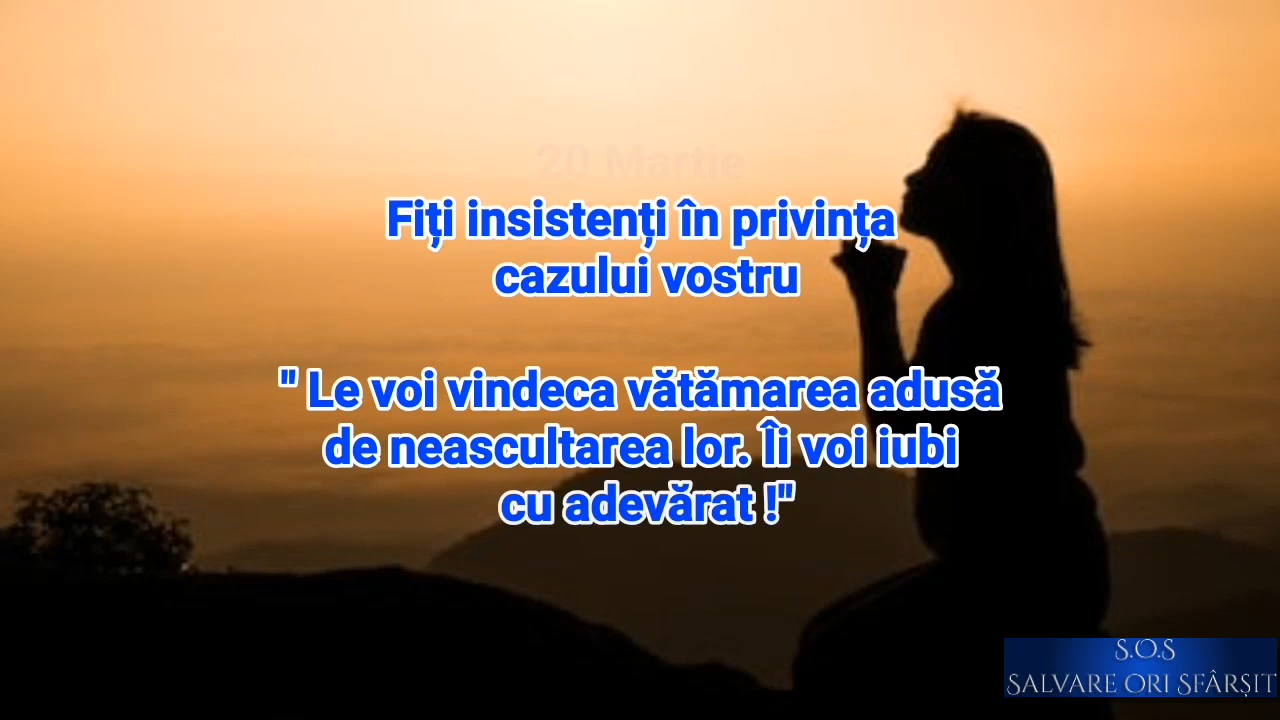 20 Martie
Fiți insistenți în privința
cazului vostru
" Le voi vindeca vătămarea adusă
de neascultarea lor. Îi voi iubi
cu adevărat !"
S.O.S
SALVARE ORI SFÂRȘIT